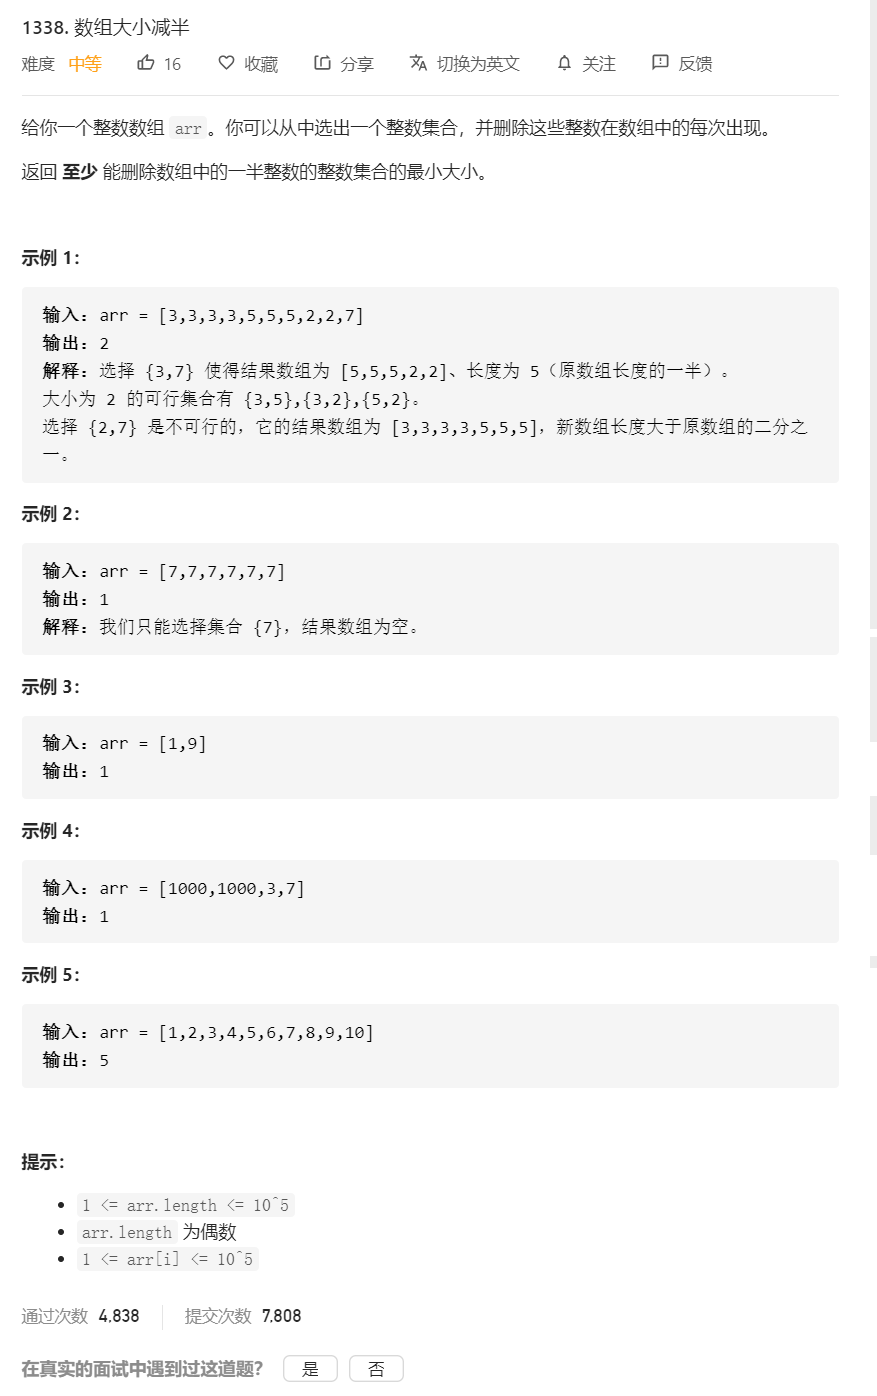 1338. 数组大小减半
难度 中等 16 收藏 分享 切换为英文 关注 反馈
给你一个整数数组 arr。你可以从中选出一个整数集合，并删除这些整数在数组中的每次出现。
返回 至少 能删除数组中的一半整数的整数集合的最小大小。
示例 1：
输入：arr = [3,3,3,3,5,5,5,2,2,7]
输出：2
解释：选择 {3,7} 使得结果数组为 [5,5,5,2,2]、长度为 5（原数组长度的一半）。
大小为 2 的可行集合有 {3,5},{3,2},{5,2}。
选择 {2,7} 是不可行的，它的结果数组为 [3,3,3,3,5,5,5]，新数组长度大于原数组的二分之
一。
示例 2：
输入：arr = [7,7,7,7,7,7]
输出：1
解释：我们只能选择集合 {7}，结果数组为空。
示例 3：
输入：arr = [1,9]
输出：1
示例 4：
输入：arr = [1000,1000,3,7]
输出：1
示例 5：
输入：arr = [1,2,3,4,5,6,7,8,9,10]
输出：5
提示：
• 1 <= arr.length <= 10^5
• arr.length 为偶数
• 1 <= arr[i] <= 10^5
通过次数 4,838 提交次数 7,808
在真实的面试中遇到过这道题？ 是 否